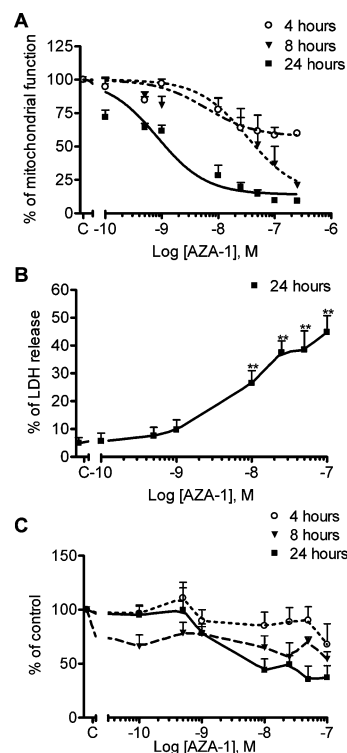 A
4 hours
8 hours
24 hours
% of mitochondrial function
125
100
75
50
25
0
C -10 -9 -8 -7 -6
Log [AZA-1], M
B
24 hours
% of LDH release
60
50
40
30
20
10
0
** ** ** **
C -10 -9 -8 -7
Log [AZA-1], M
C
4 hours
8 hours
24 hours
% of control
150
100
50
0
C -10 -9 -8 -7
Log [AZA-1], M